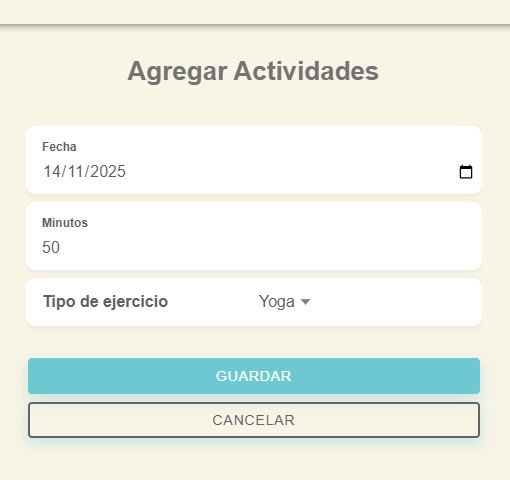 Agregar Actividades
Fecha
14/11/2025
Minutos
50
Tipo de ejercicio Yoga
GUARDAR
CANCELAR